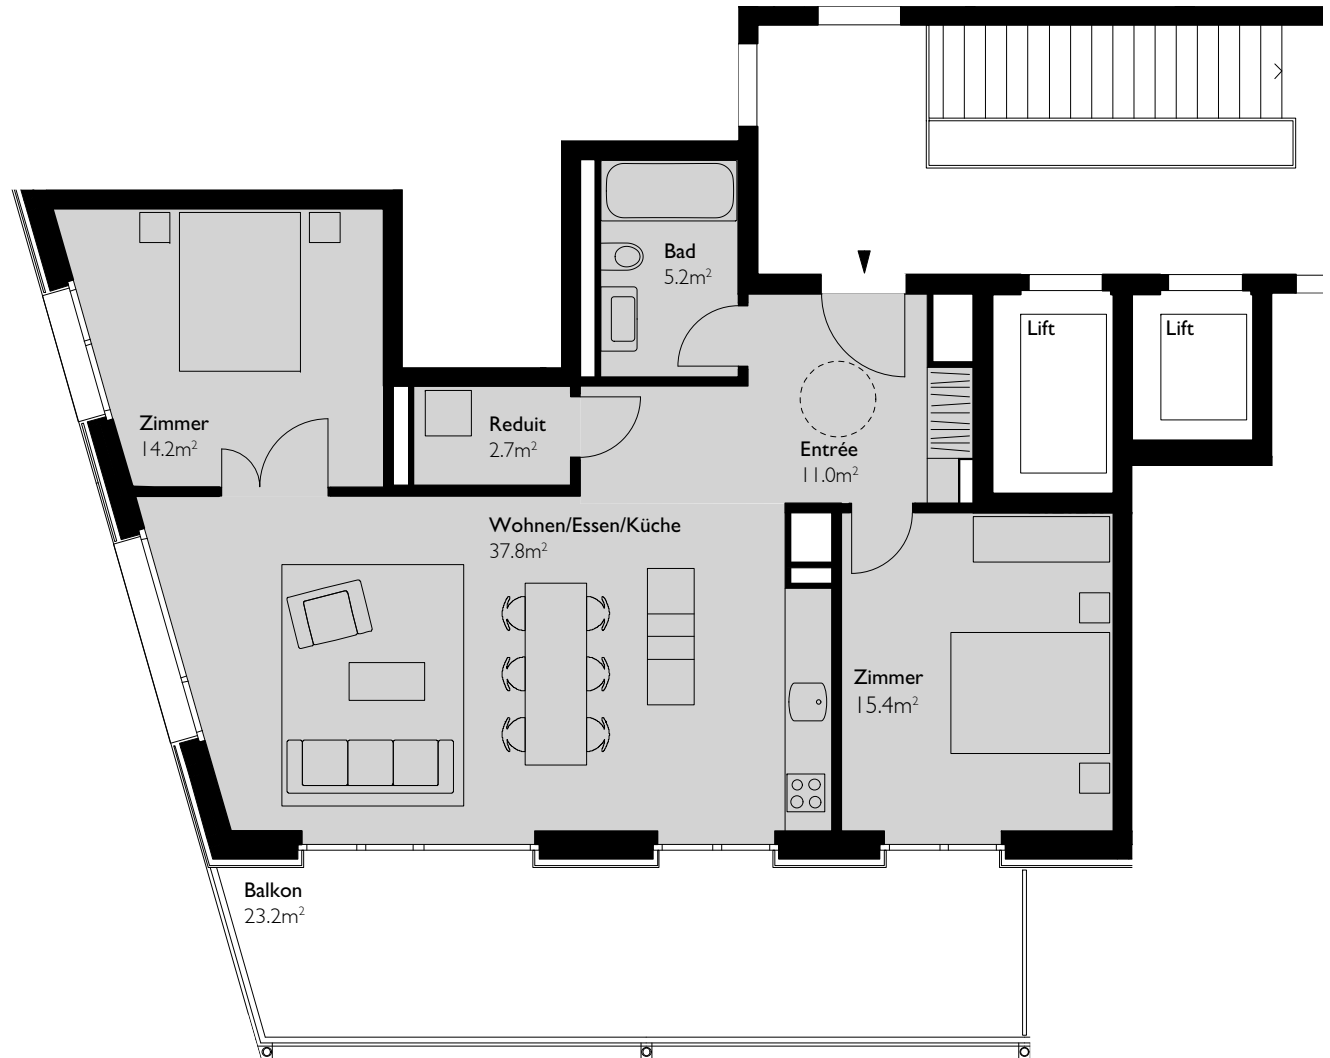 Bad
5.2m²
Lift
Lift
Zimmer
14.2m²
Reduit
2.7m²
Entrée
11.0m²
Wohnen/Essen/Küche
37.8m²
Zimmer
15.4m²
Balkon
23.2m²